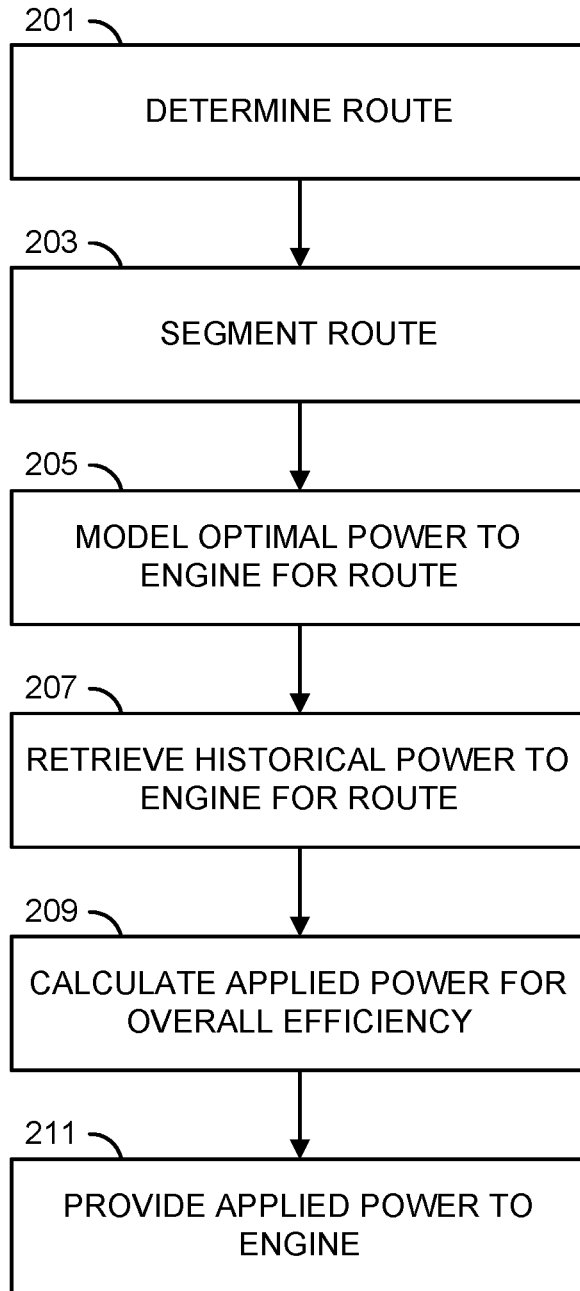 201
DETERMINE ROUTE
203
SEGMENT ROUTE
205
MODEL OPTIMAL POWER TO
ENGINE FOR ROUTE
207
RETRIEVE HISTORICAL POWER TO
ENGINE FOR ROUTE
209
CALCULATE APPLIED POWER FOR
OVERALL EFFICIENCY
211
PROVIDE APPLIED POWER TO
ENGINE